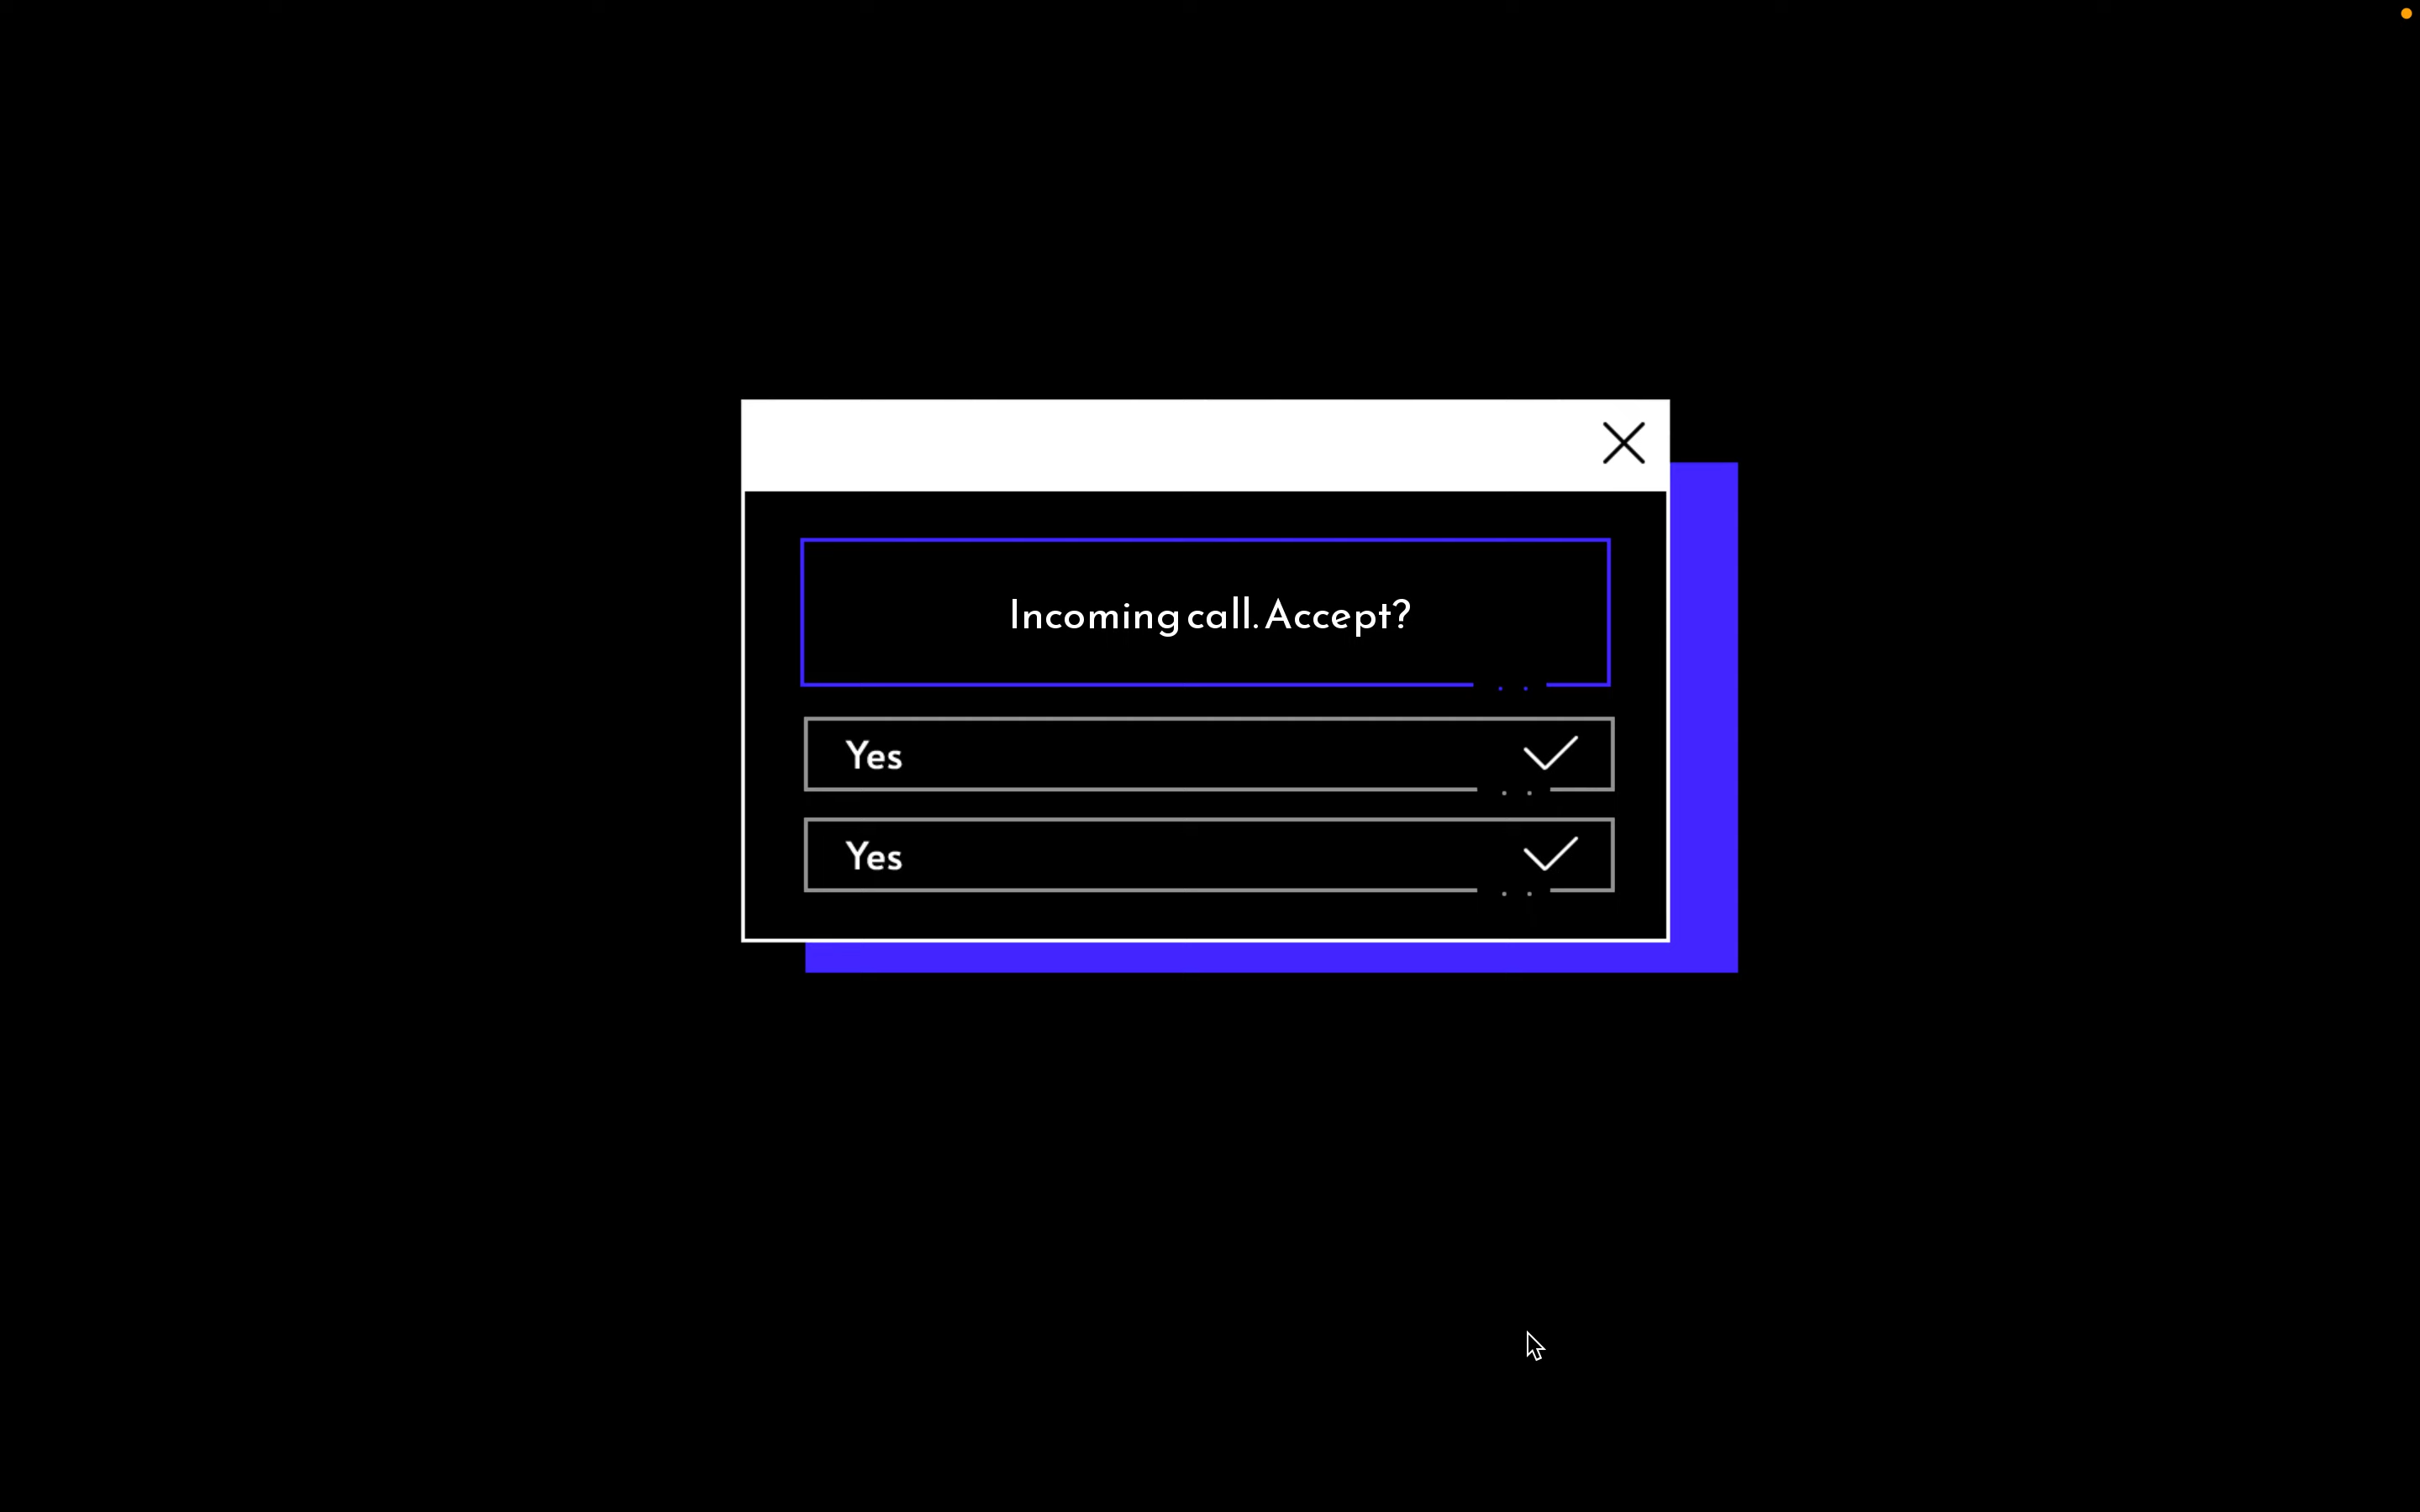 Incoming call. Accept?
Yes
Yes